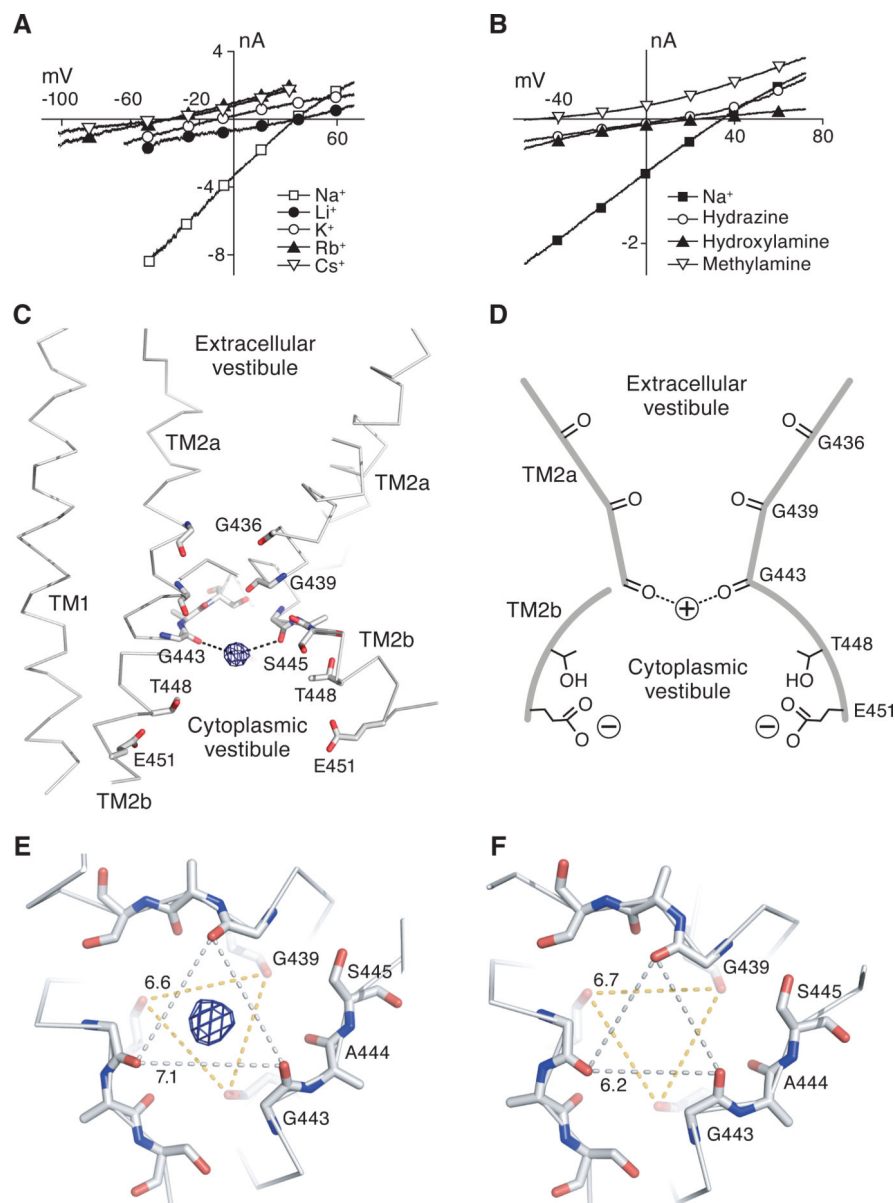 A
nA
4
mV
-100
-60
-20
60
-4
-8
Na⁺
Li⁺
K⁺
Rb⁺
Cs⁺
B
nA
mV
-40
40
80
-2
Na⁺
Hydrazine
Hydroxylamine
Methylamine
C
Extracellular
vestibule
TM2a
TM2a
G436
G439
TM1
G443
S445
TM2b
T448
T448
Cytoplasmic
vestibule
E451
E451
TM2b
D
Extracellular
vestibule
O
O
G436
TM2a
O
O
G439
G443
O
+
O
TM2b
T448
OH
Cytoplasmic
vestibule
HO
E451
O
−
−
O
E
G439
S445
6.6
A444
7.1
G443
F
G439
S445
6.7
A444
6.2
G443